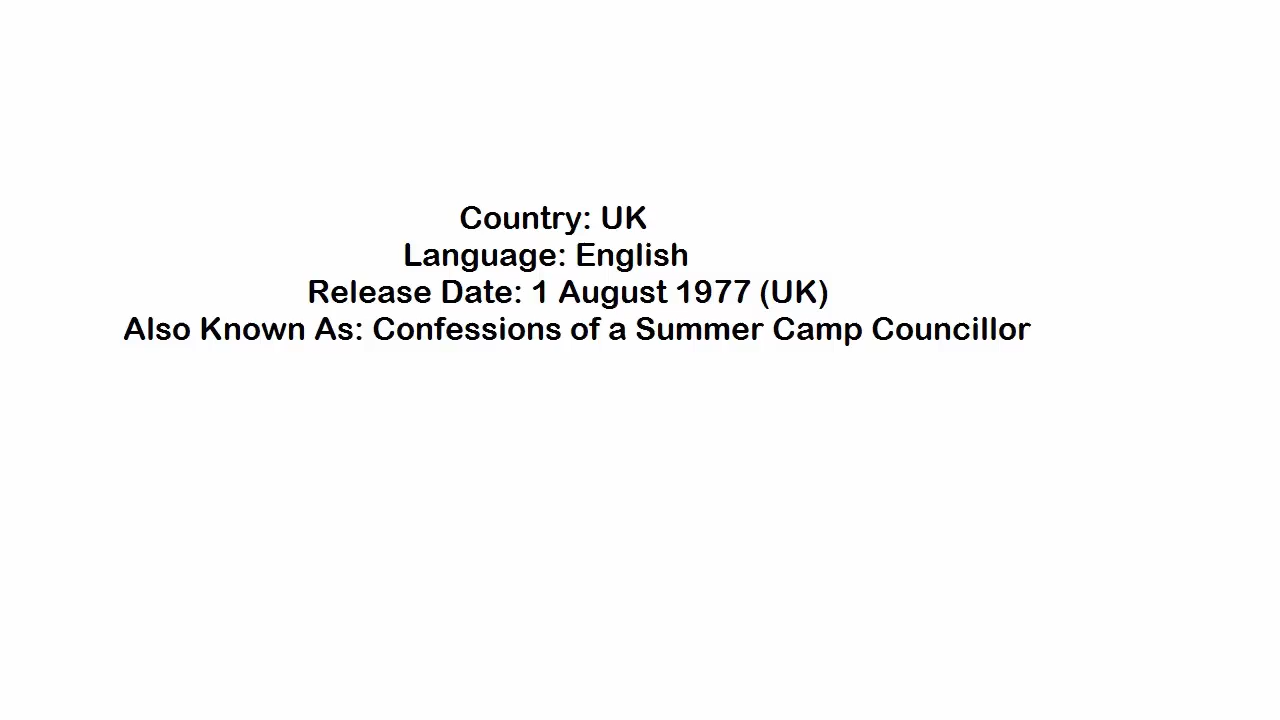 Country: UK
Language: English
Release Date: 1 August 1977 (UK)
Also Known As: Confessions of a Summer Camp Councillor